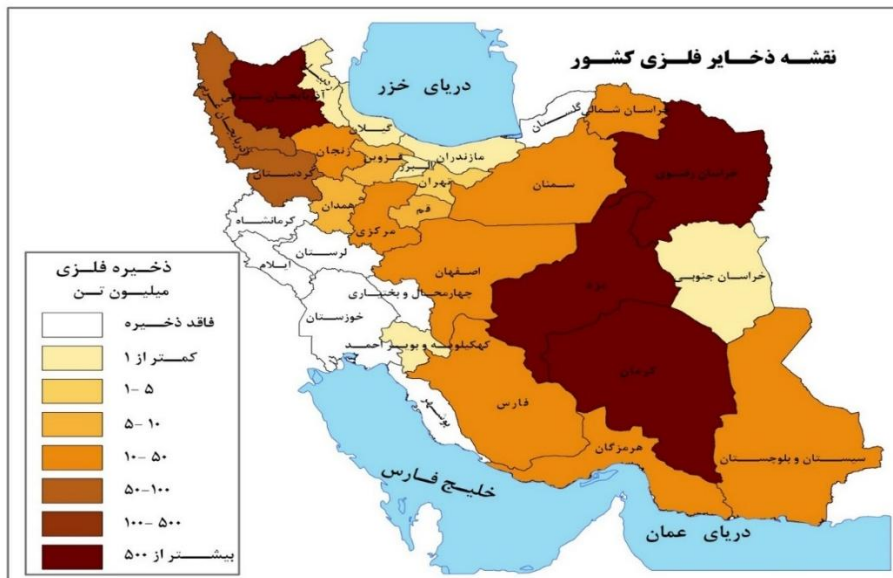 نقشه ذخایر فلزی کشور
دریای خزر
آذربایجان شرقی
گیلان
گلستان
خراسان شمالی
مازندران
زنجان
قزوین
البرز
تهران
سمنان
خراسان رضوی
کردستان
همدان
قم
مرکزی
کرمانشاه
لرستان
ایلام
اصفهان
یزد
خراسان جنوبی
چهارمحال و بختیاری
خوزستان
کهکیلویه و بویر احمد
کرمان
فارس
بوشهر
هرمزگان
سیستان و بلوچستان
خلیج فارس
دریای عمان
ذخیره فلزی
میلیون تن
فاقد ذخیره
کمتر از ۱
۱- ۵
۵- ۱۰
۱۰- ۵۰
۵۰-۱۰۰
۱۰۰- ۵۰۰
بیشتر از ۵۰۰